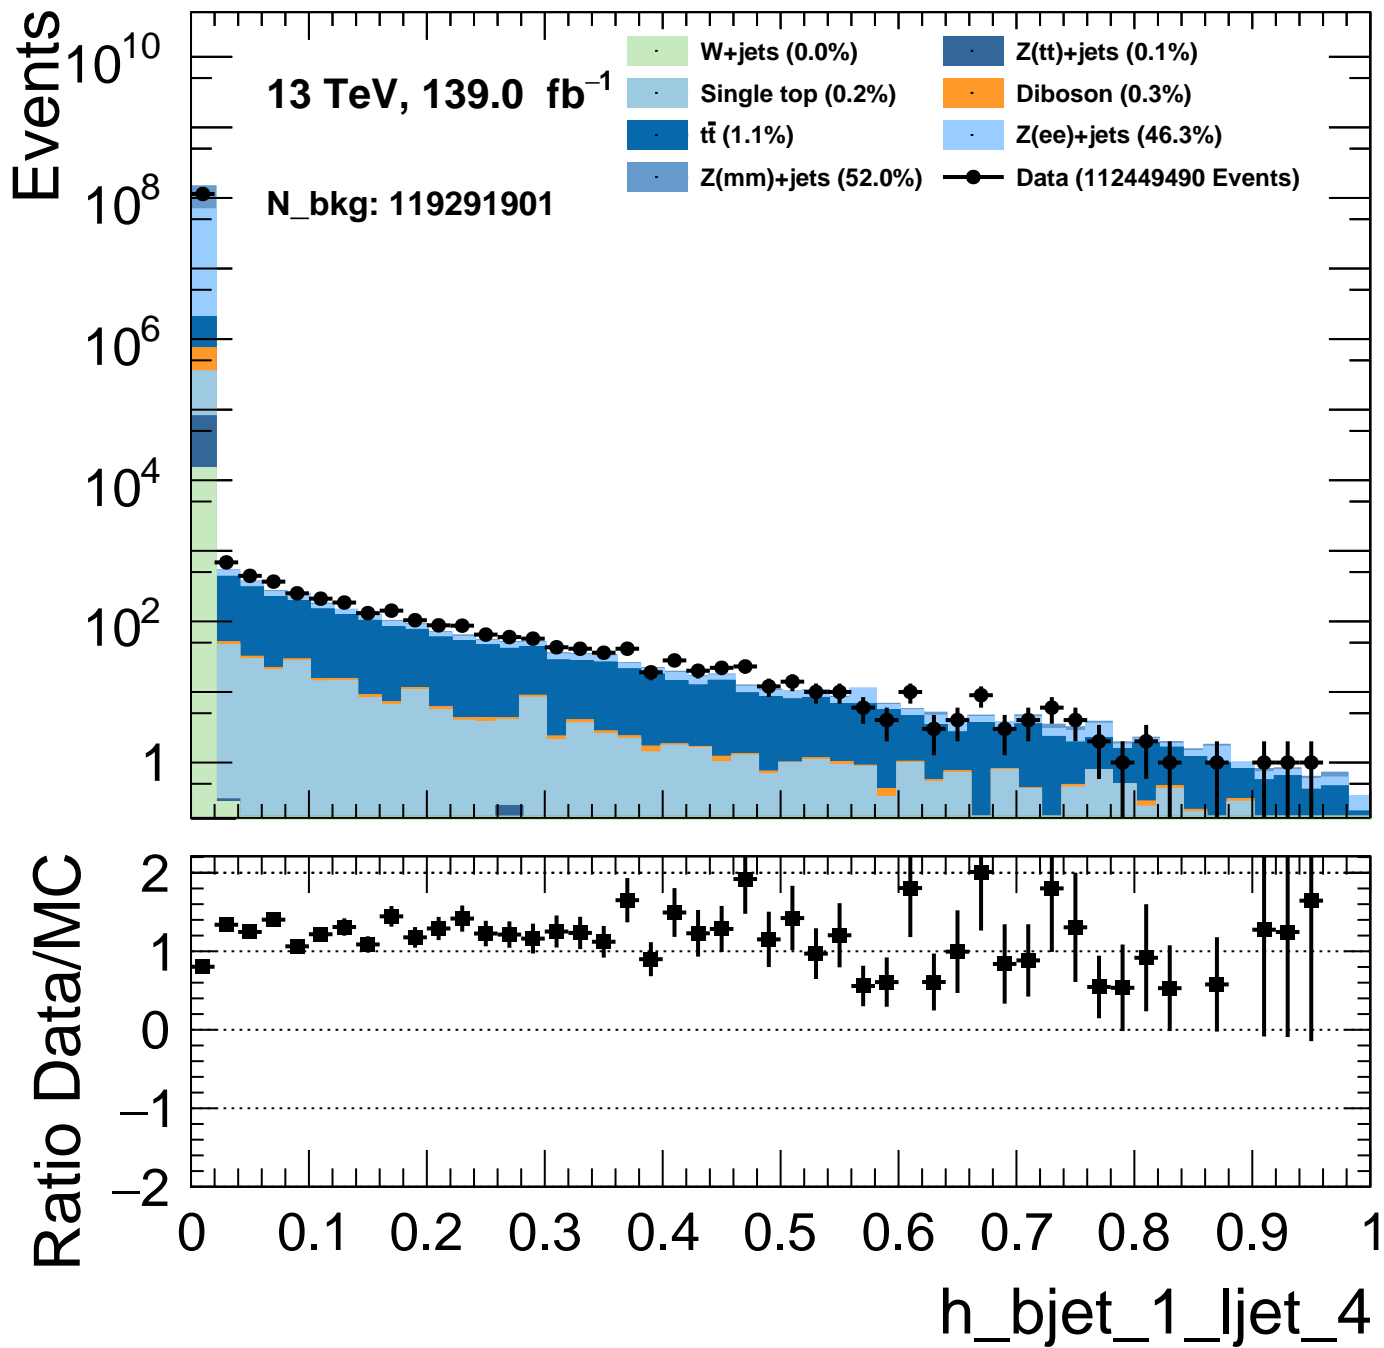 Events
10^10
10^8
10^6
10^4
10^2
1
13 TeV, 139.0 fb^−1
N_bkg: 119291901
W+jets (0.0%)
Single top (0.2%)
tt̄ (1.1%)
Z(mm)+jets (52.0%)
Z(tt)+jets (0.1%)
Diboson (0.3%)
Z(ee)+jets (46.3%)
Data (112449490 Events)
Ratio Data/MC
2
1
0
−1
−2
0 0.1 0.2 0.3 0.4 0.5 0.6 0.7 0.8 0.9 1
h_bjet_1_ljet_4